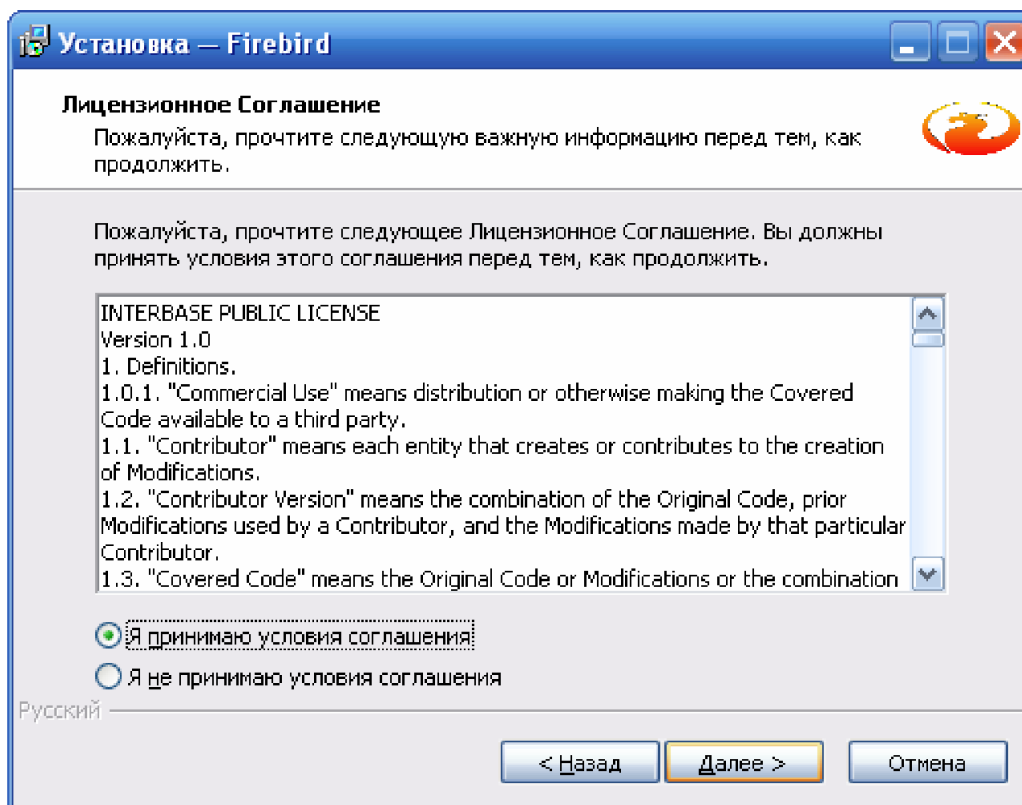 Установка — Firebird
Лицензионное Соглашение
Пожалуйста, прочтите следующую важную информацию перед тем, как
продолжить.
Пожалуйста, прочтите следующее Лицензионное Соглашение. Вы должны
принять условия этого соглашения перед тем, как продолжить.
INTERBASE PUBLIC LICENSE
Version 1.0
1. Definitions.
1.0.1. "Commercial Use" means distribution or otherwise making the Covered
Code available to a third party.
1.1. "Contributor" means each entity that creates or contributes to the creation
of Modifications.
1.2. "Contributor Version" means the combination of the Original Code, prior
Modifications used by a Contributor, and the Modifications made by that particular
Contributor.
1.3. "Covered Code" means the Original Code or Modifications or the combination
Я принимаю условия соглашения
Я не принимаю условия соглашения
Русский
< Назад Далее > Отмена